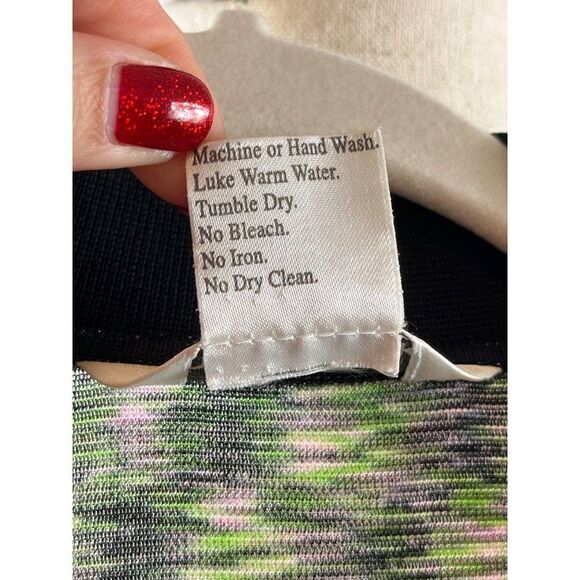 Machine or Hand Wash.
Luke Warm Water.
Tumble Dry.
No Bleach.
No Iron.
No Dry Clean.